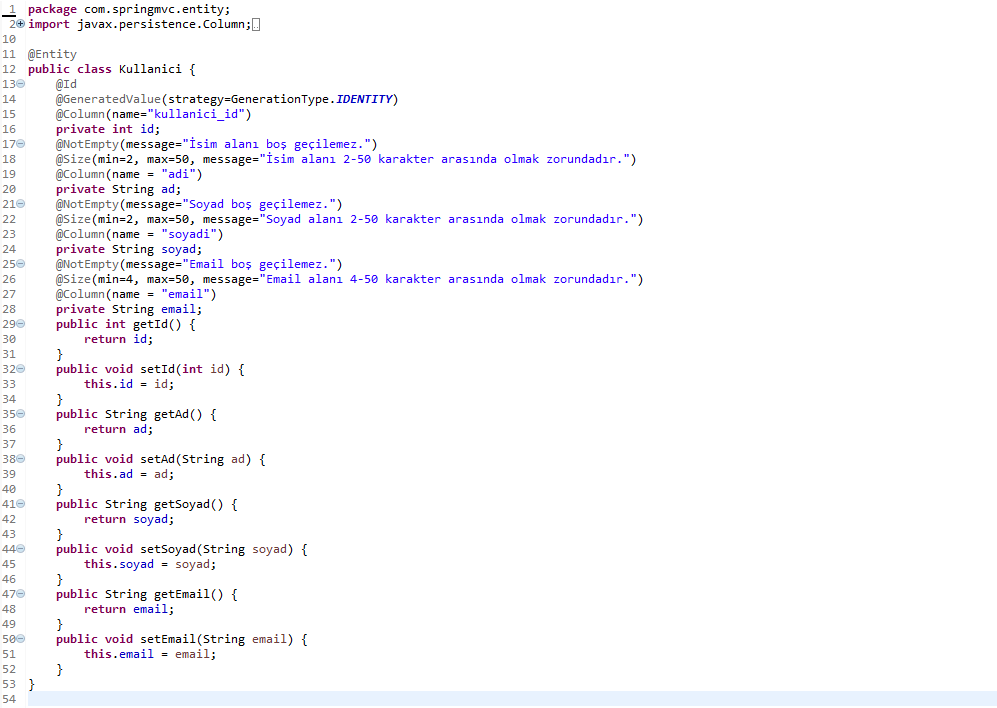 1 package com.springmvc.entity;
2 import javax.persistence.Column;
10
11 @Entity
12 public class Kullanici {
13 @Id
14 @GeneratedValue(strategy=GenerationType.IDENTITY)
15 @Column(name="kullanici_id")
16 private int id;
17 @NotEmpty(message="İsim alanı boş geçilemez.")
18 @Size(min=2, max=50, message="İsim alanı 2-50 karakter arasında olmak zorundadır.")
19 @Column(name = "adi")
20 private String ad;
21 @NotEmpty(message="Soyad boş geçilemez.")
22 @Size(min=2, max=50, message="Soyad alanı 2-50 karakter arasında olmak zorundadır.")
23 @Column(name = "soyadi")
24 private String soyad;
25 @NotEmpty(message="Email boş geçilemez.")
26 @Size(min=4, max=50, message="Email alanı 4-50 karakter arasında olmak zorundadır.")
27 @Column(name = "email")
28 private String email;
29 public int getId() {
30 return id;
31 }
32 public void setId(int id) {
33 this.id = id;
34 }
35 public String getAd() {
36 return ad;
37 }
38 public void setAd(String ad) {
39 this.ad = ad;
40 }
41 public String getSoyad() {
42 return soyad;
43 }
44 public void setSoyad(String soyad) {
45 this.soyad = soyad;
46 }
47 public String getEmail() {
48 return email;
49 }
50 public void setEmail(String email) {
51 this.email = email;
52 }
53 }
54